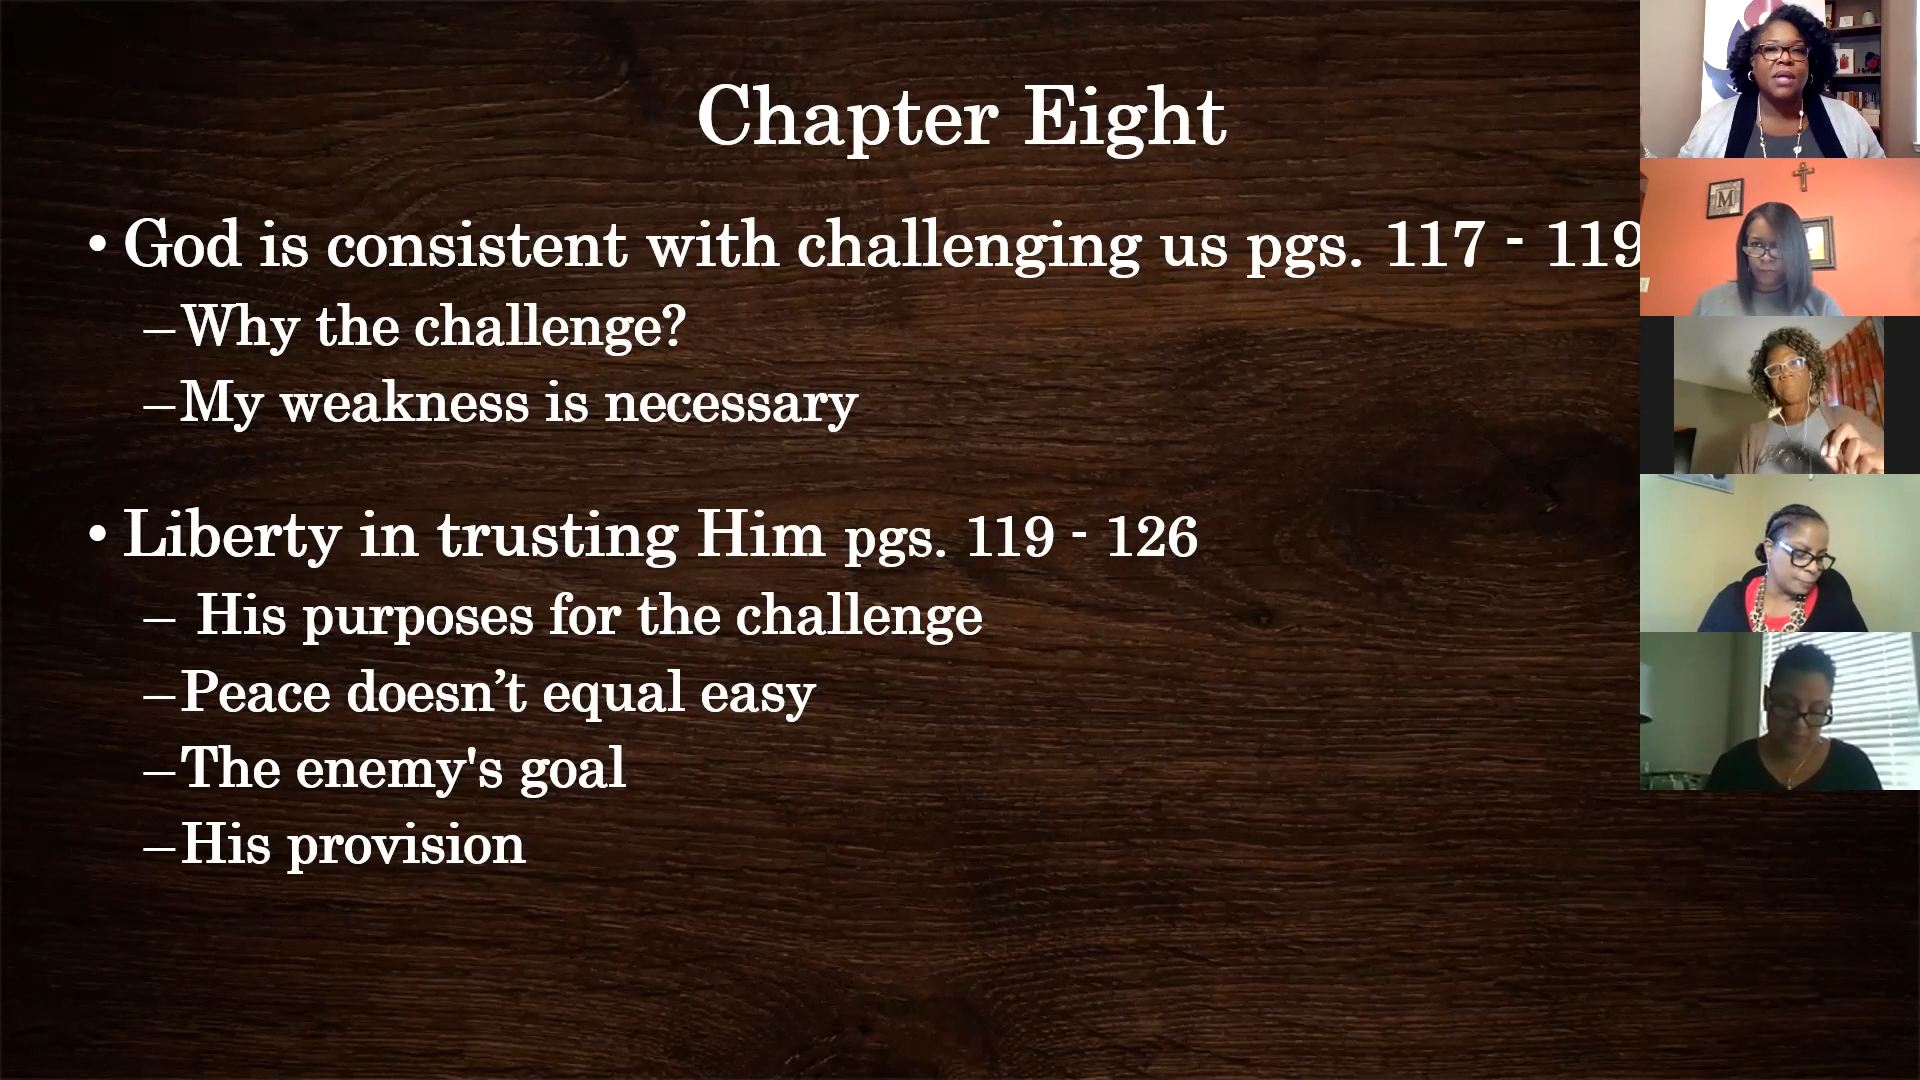 Chapter Eight
• God is consistent with challenging us pgs. 117 - 119
– Why the challenge?
– My weakness is necessary
• Liberty in trusting Him pgs. 119 - 126
– His purposes for the challenge
– Peace doesn’t equal easy
– The enemy's goal
– His provision
M